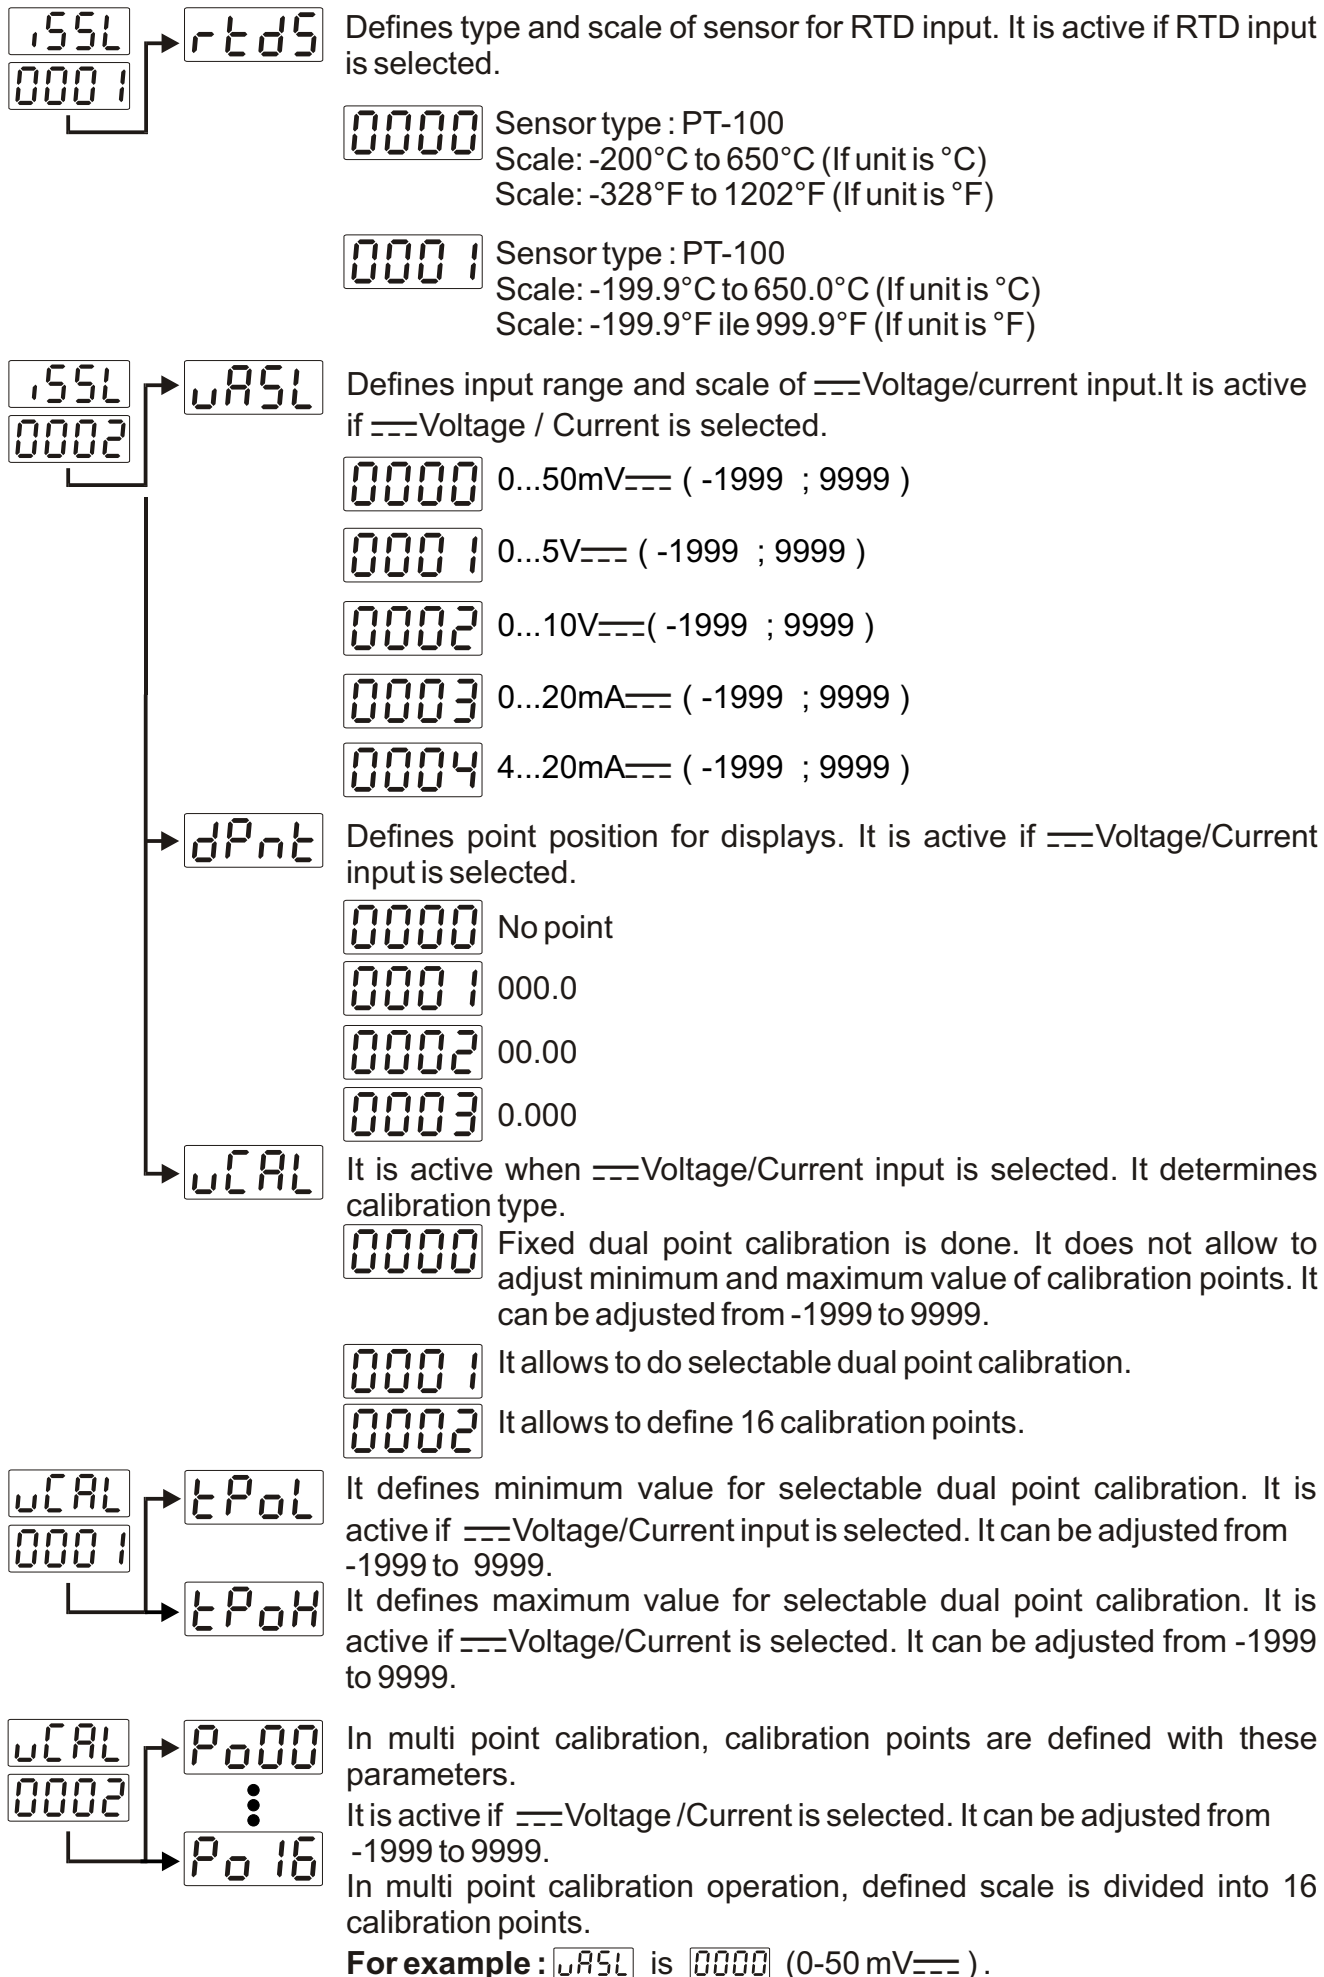 iSSL rtdS Defines type and scale of sensor for RTD input. It is active if RTD input
0001 is selected.
0000 Sensor type : PT-100
Scale: -200°C to 650°C (If unit is °C)
Scale: -328°F to 1202°F (If unit is °F)
0001 Sensor type : PT-100
Scale: -199.9°C to 650.0°C (If unit is °C)
Scale: -199.9°F ile 999.9°F (If unit is °F)
iSSL uASL Defines input range and scale of ⎓Voltage/current input.It is active
0002 if ⎓Voltage / Current is selected.
0000 0...50mV⎓ ( -1999 ; 9999 )
0001 0...5V⎓ ( -1999 ; 9999 )
0002 0...10V⎓( -1999 ; 9999 )
0003 0...20mA⎓ ( -1999 ; 9999 )
0004 4...20mA⎓ ( -1999 ; 9999 )
dPnt Defines point position for displays. It is active if ⎓Voltage/Current
input is selected.
0000 No point
0001 000.0
0002 00.00
0003 0.000
uCAL It is active when ⎓Voltage/Current input is selected. It determines
calibration type.
0000 Fixed dual point calibration is done. It does not allow to
adjust minimum and maximum value of calibration points. It
can be adjusted from -1999 to 9999.
0001 It allows to do selectable dual point calibration.
0002 It allows to define 16 calibration points.
uCAL tPoL It defines minimum value for selectable dual point calibration. It is
0001 active if ⎓Voltage/Current input is selected. It can be adjusted from
-1999 to 9999.
tPoH It defines maximum value for selectable dual point calibration. It is
active if ⎓Voltage/Current is selected. It can be adjusted from -1999
to 9999.
uCAL Po00 In multi point calibration, calibration points are defined with these
0002 parameters.
It is active if ⎓Voltage /Current is selected. It can be adjusted from
Po16 -1999 to 9999.
In multi point calibration operation, defined scale is divided into 16
calibration points.
For example : uASL is 0000 (0-50 mV⎓ ) .